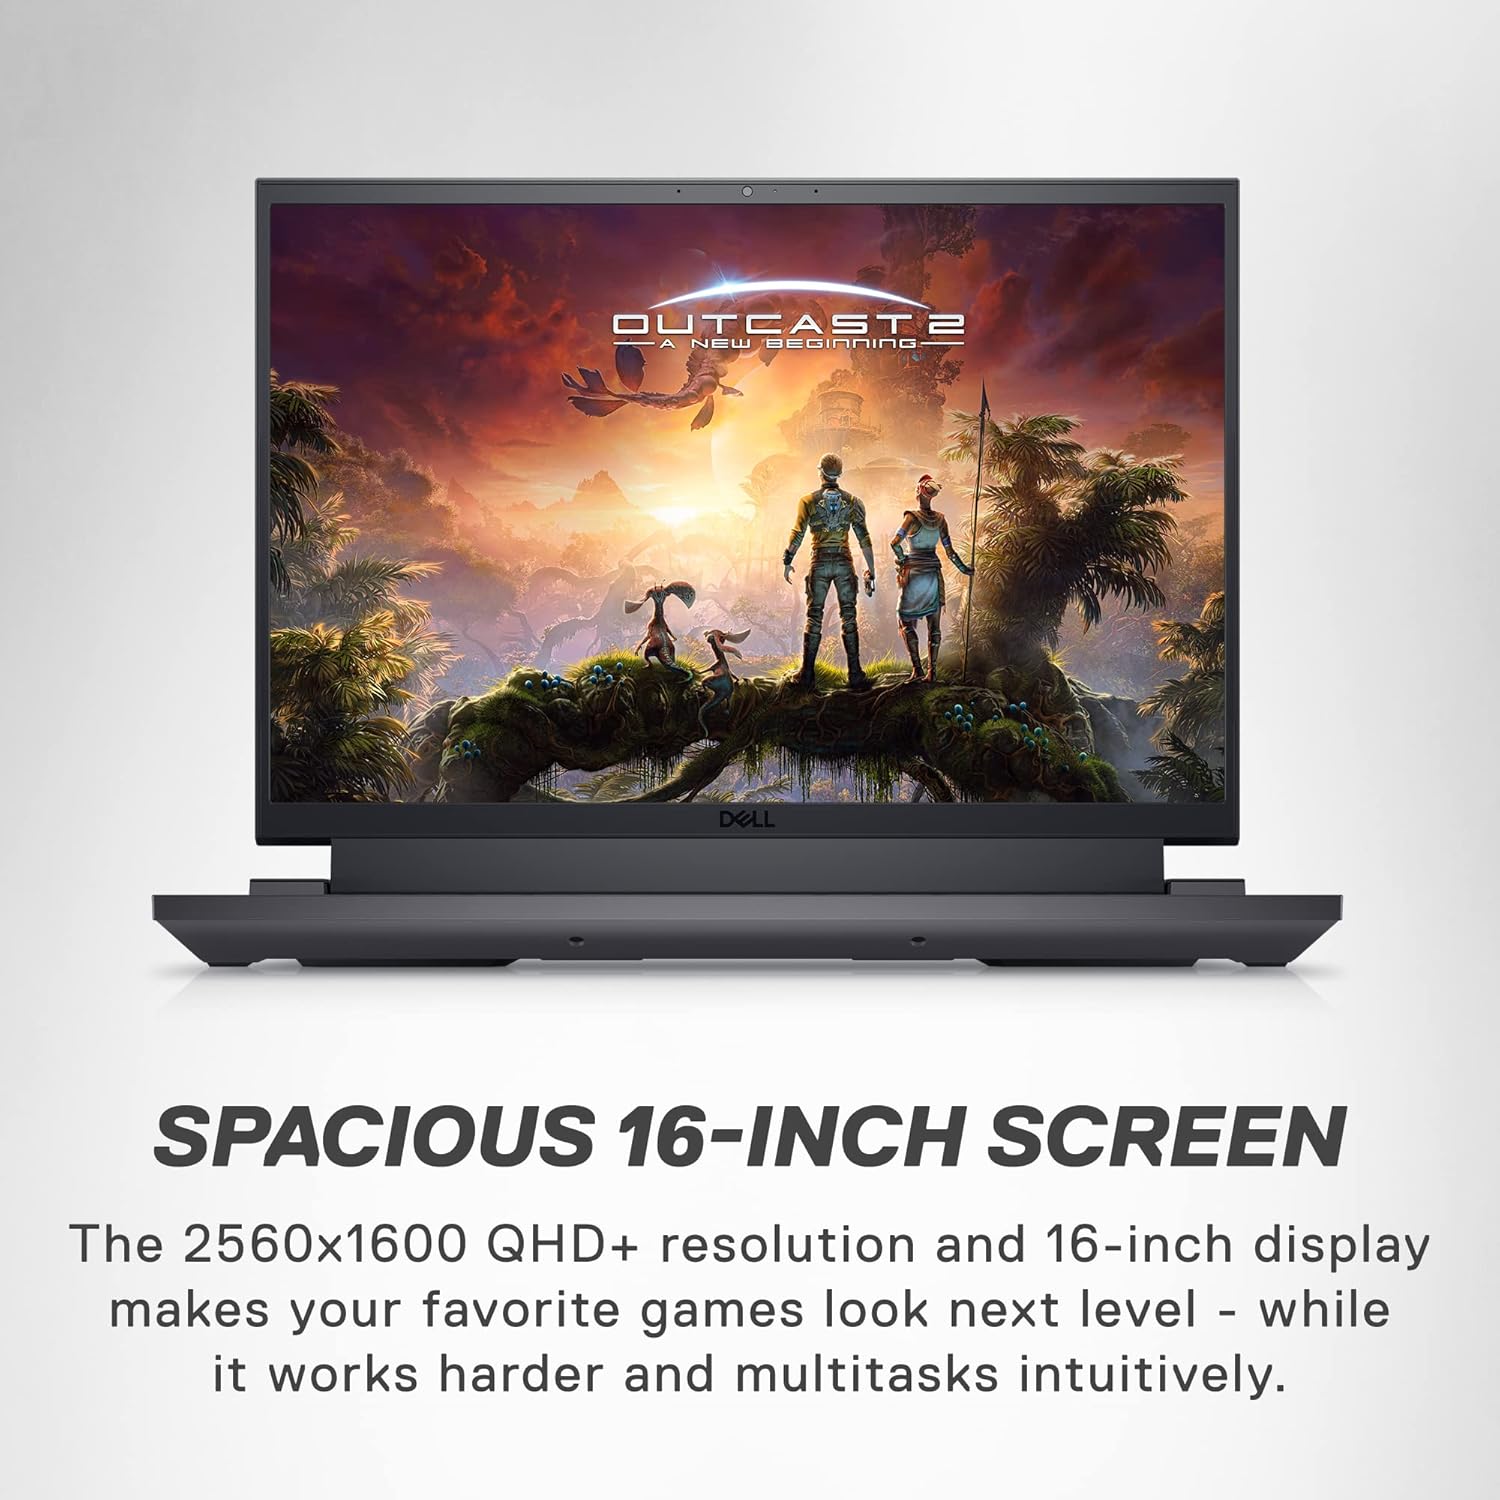 OUTCAST 2
A NEW BEGINNING
DELL
SPACIOUS 16-INCH SCREEN
The 2560x1600 QHD+ resolution and 16-inch display
makes your favorite games look next level - while
it works harder and multitasks intuitively.